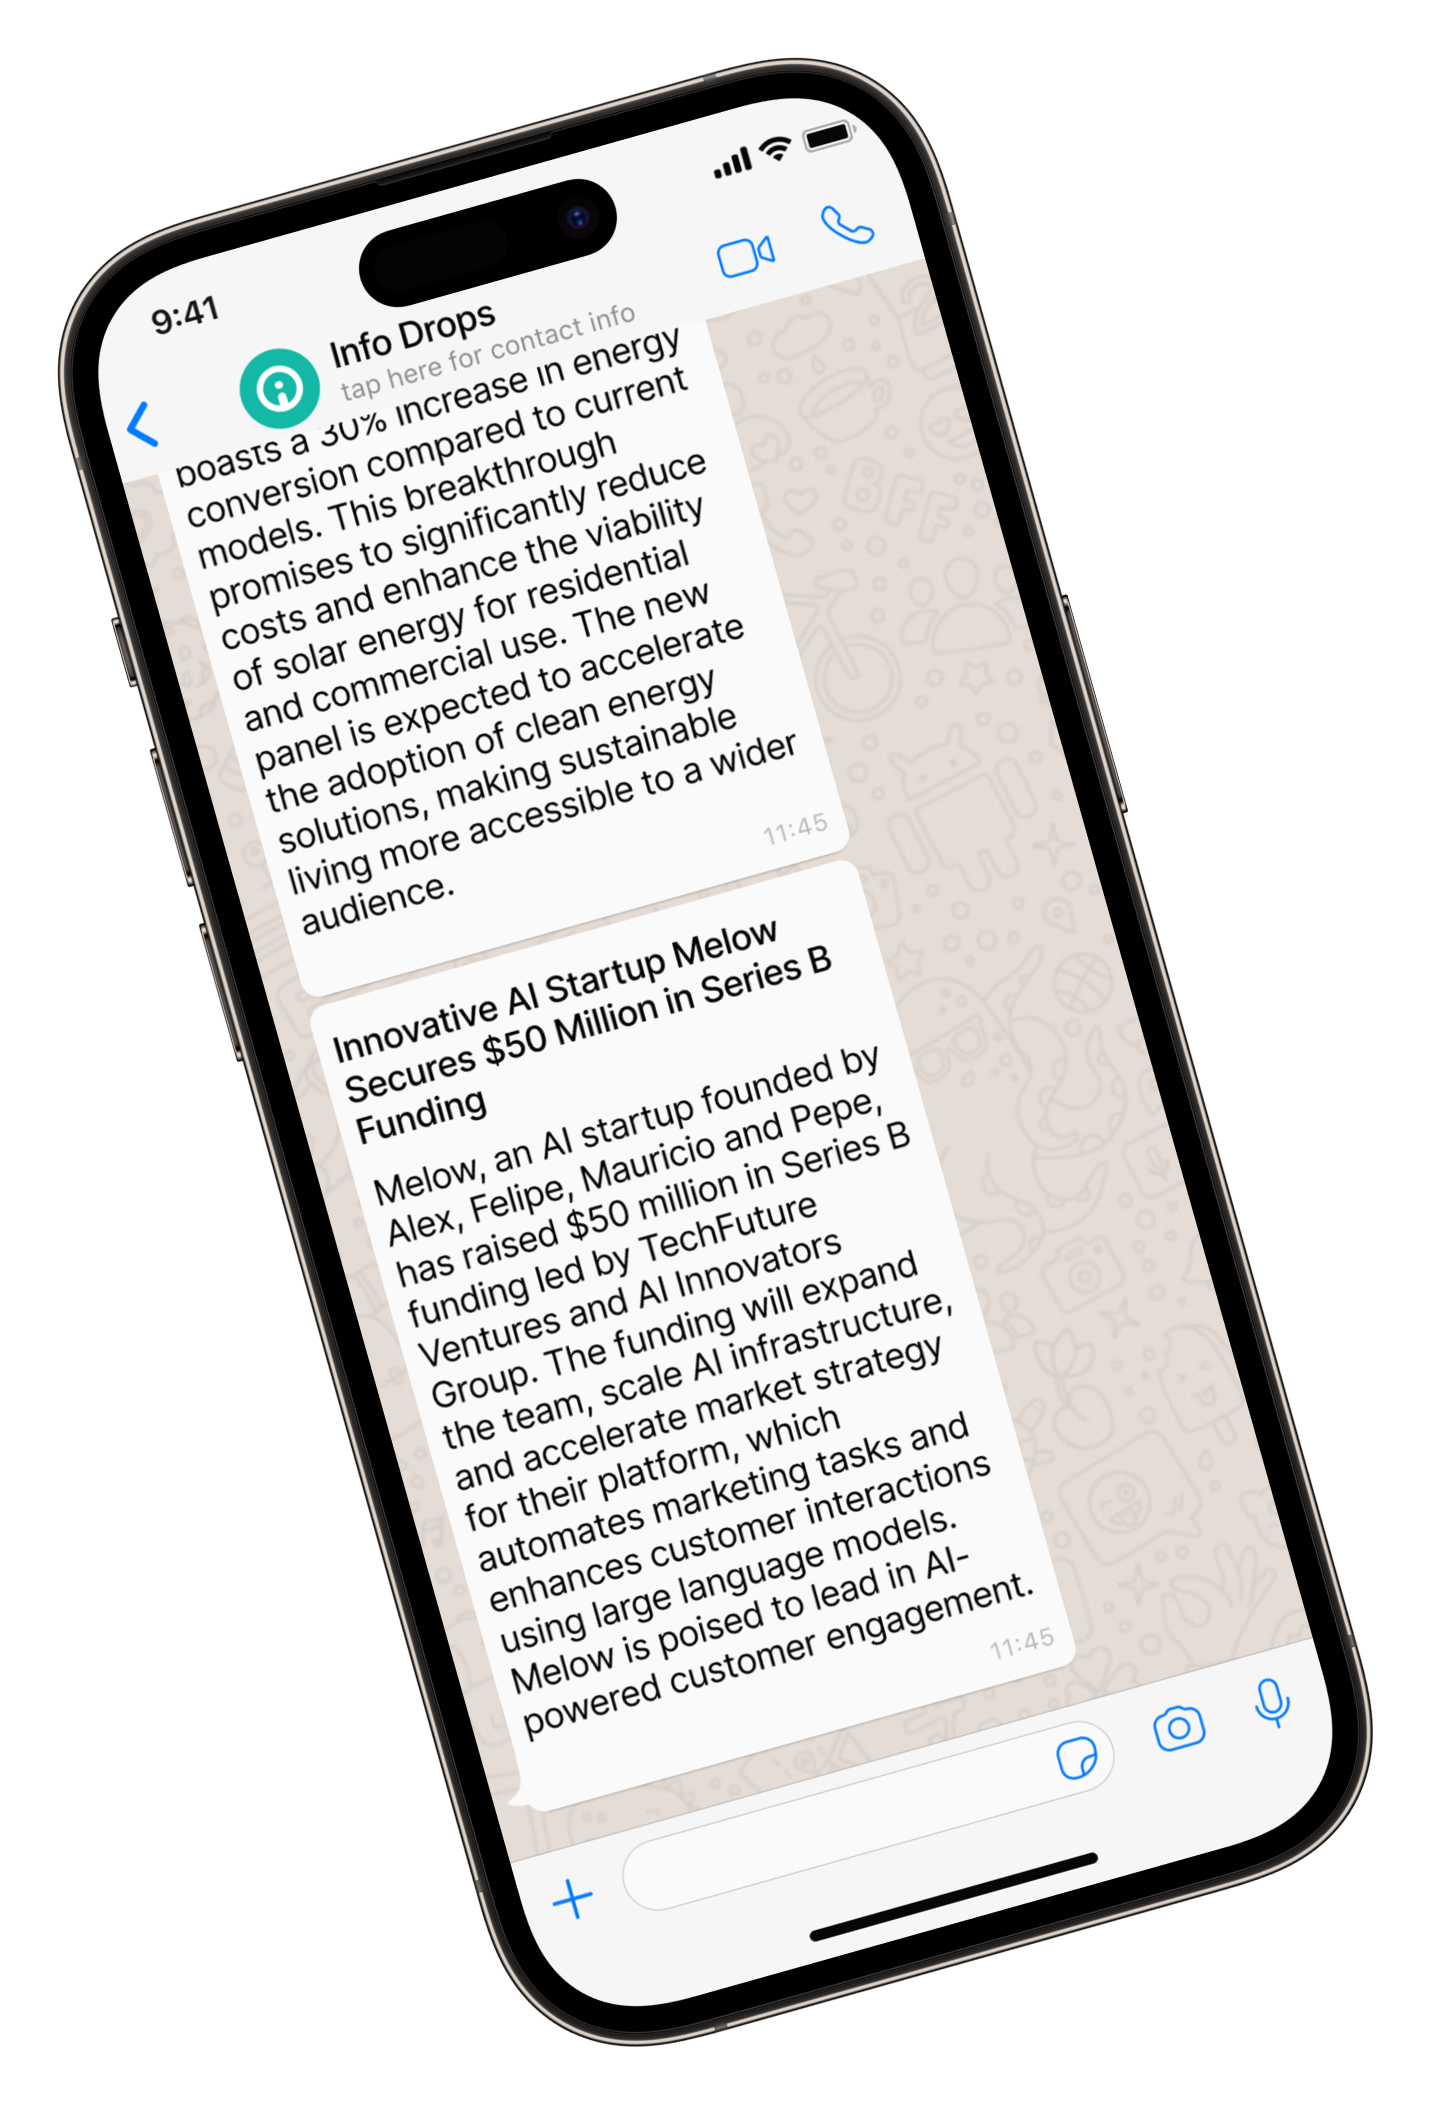 9:41
Info Drops
tap here for contact info
boasts a 30% increase in energy
conversion compared to current
models. This breakthrough
promises to significantly reduce
costs and enhance the viability
of solar energy for residential
and commercial use. The new
panel is expected to accelerate
the adoption of clean energy
solutions, making sustainable
living more accessible to a wider
audience.
11:45
Innovative AI Startup Melow
Secures $50 Million in Series B
Funding
Melow, an AI startup founded by
Alex, Felipe, Mauricio and Pepe,
has raised $50 million in Series B
funding led by TechFuture
Ventures and AI Innovators
Group. The funding will expand
the team, scale AI infrastructure,
and accelerate market strategy
for their platform, which
automates marketing tasks and
enhances customer interactions
using large language models.
Melow is poised to lead in AI-
powered customer engagement.
11:45
BFF